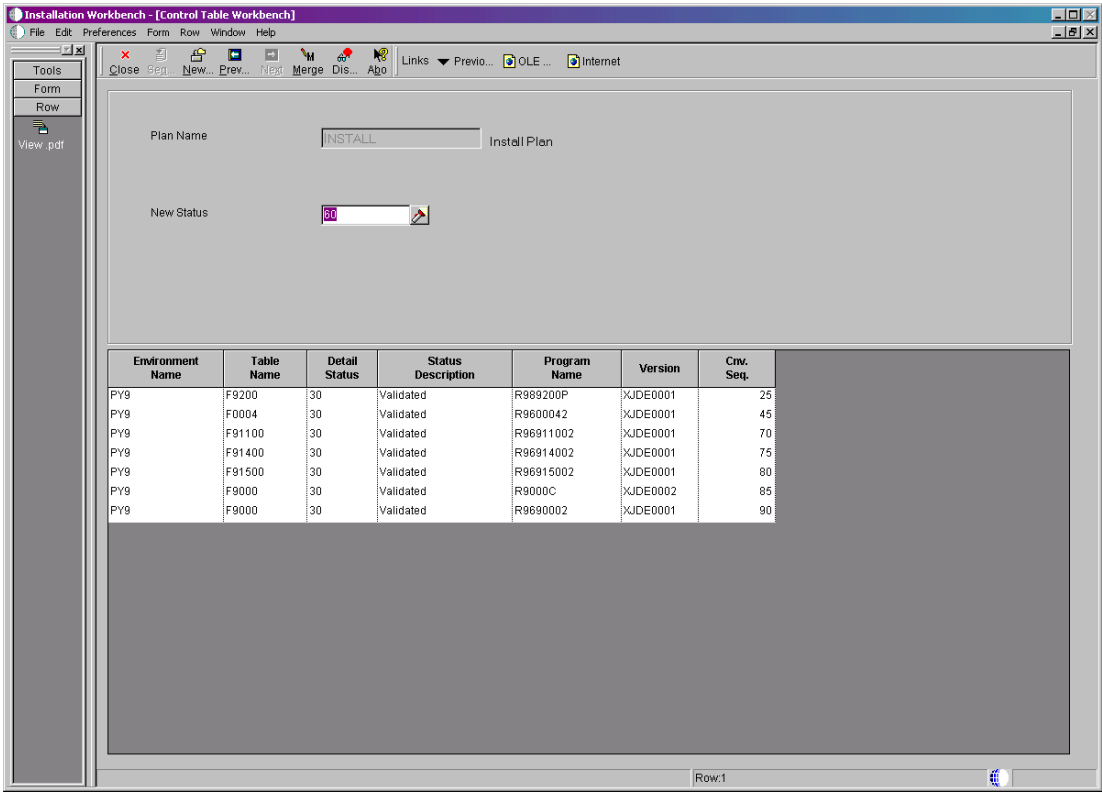 Installation Workbench - [Control Table Workbench]
File Edit Preferences Form Row Window Help
Close Seq... New... Prev... Next Merge Dis... Abo Links Previo... OLE ... Internet
Tools
Form
Row
View .pdf
Plan Name INSTALL Install Plan
New Status 60
Environment Name Table Name Detail Status Status Description Program Name Version Cnv. Seq.
PY9 F9200 30 Validated R989200P XJDE0001 25
PY9 F0004 30 Validated R9600042 XJDE0001 45
PY9 F91100 30 Validated R96911002 XJDE0001 70
PY9 F91400 30 Validated R96914002 XJDE0001 75
PY9 F91500 30 Validated R96915002 XJDE0001 80
PY9 F9000 30 Validated R9000C XJDE0002 85
PY9 F9000 30 Validated R9690002 XJDE0001 90
Row:1